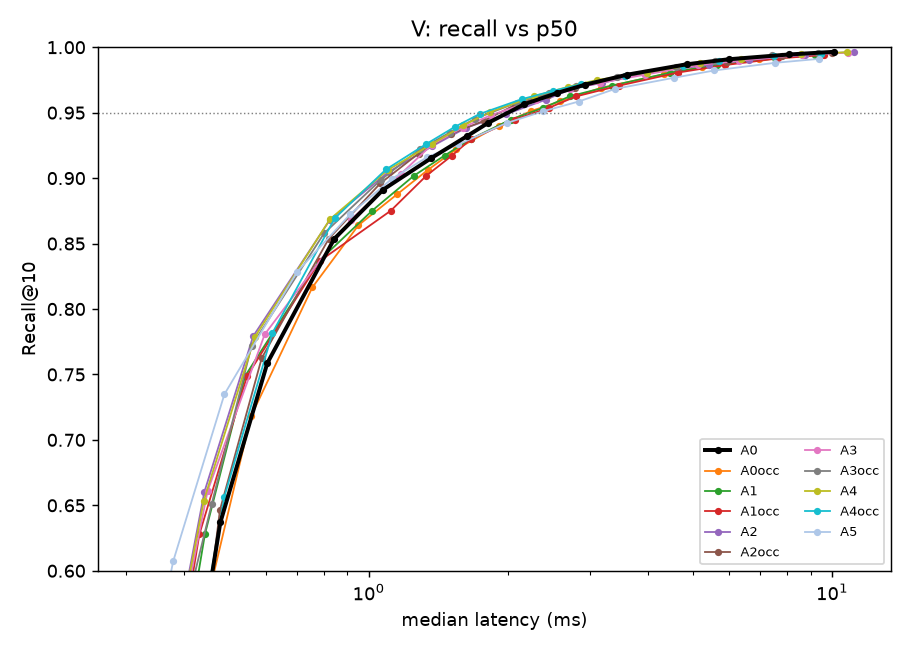 V: recall vs p50
1.00
0.95
0.90
0.85
0.80
0.75
0.70
0.65
0.60
Recall@10
10⁰
10¹
median latency (ms)
A0
A0occ
A1
A1occ
A2
A2occ
A3
A3occ
A4
A4occ
A5